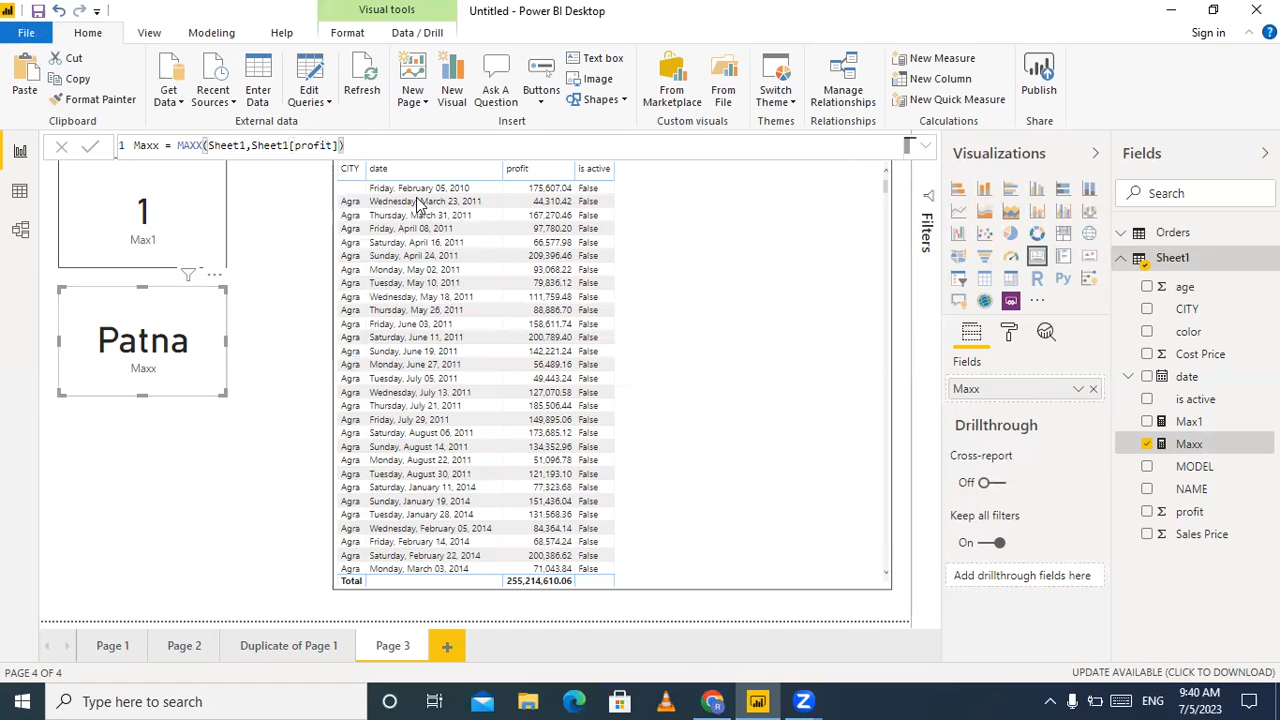 Visual tools
Untitled - Power BI Desktop
File
Home
View
Modeling
Help
Format
Data / Drill
Sign in
Paste
Cut
Copy
Format Painter
Clipboard
Get Data
Recent Sources
Enter Data
Edit Queries
Refresh
External data
New Page
New Visual
Ask A Question
Buttons
Text box
Image
Shapes
Insert
From Marketplace
From File
Custom visuals
Switch Theme
Themes
Manage Relationships
Relationships
New Measure
New Column
New Quick Measure
Calculations
Publish
Share
1 Maxx = MAXX(Sheet1,Sheet1[profit])
1
Max1
Patna
Maxx
CITY date profit is active
Friday, February 05, 2010 175,607.04 False
Agra Wednesday, March 23, 2011 44,310.42 False
Agra Thursday, March 31, 2011 167,270.46 False
Agra Friday, April 08, 2011 97,780.20 False
Agra Saturday, April 16, 2011 66,577.98 False
Agra Sunday, April 24, 2011 209,396.46 False
Agra Monday, May 02, 2011 93,068.22 False
Agra Tuesday, May 10, 2011 79,836.12 False
Agra Wednesday, May 18, 2011 111,759.48 False
Agra Thursday, May 26, 2011 88,886.70 False
Agra Friday, June 03, 2011 158,611.74 False
Agra Saturday, June 11, 2011 200,789.40 False
Agra Sunday, June 19, 2011 142,221.24 False
Agra Monday, June 27, 2011 56,489.16 False
Agra Tuesday, July 05, 2011 49,443.24 False
Agra Wednesday, July 13, 2011 127,070.58 False
Agra Thursday, July 21, 2011 185,506.44 False
Agra Friday, July 29, 2011 149,895.06 False
Agra Saturday, August 06, 2011 173,685.12 False
Agra Sunday, August 14, 2011 134,352.96 False
Agra Monday, August 22, 2011 51,096.78 False
Agra Tuesday, August 30, 2011 121,193.10 False
Agra Saturday, January 11, 2014 77,323.68 False
Agra Sunday, January 19, 2014 151,436.04 False
Agra Tuesday, January 28, 2014 131,568.36 False
Agra Wednesday, February 05, 2014 84,364.14 False
Agra Friday, February 14, 2014 68,574.24 False
Agra Saturday, February 22, 2014 200,386.62 False
Agra Monday, March 03, 2014 71,043.84 False
Total 255,214,610.06
Filters
Visualizations
R
Py
Fields
Maxx
Drillthrough
Cross-report
Off
Keep all filters
On
Add drillthrough fields here
Fields
Search
Orders
Sheet1
age
CITY
color
Cost Price
date
is active
Max1
Maxx
MODEL
NAME
profit
Sales Price
Page 1
Page 2
Duplicate of Page 1
Page 3
PAGE 4 OF 4
UPDATE AVAILABLE (CLICK TO DOWNLOAD)
Type here to search
ENG
9:40 AM
7/5/2023